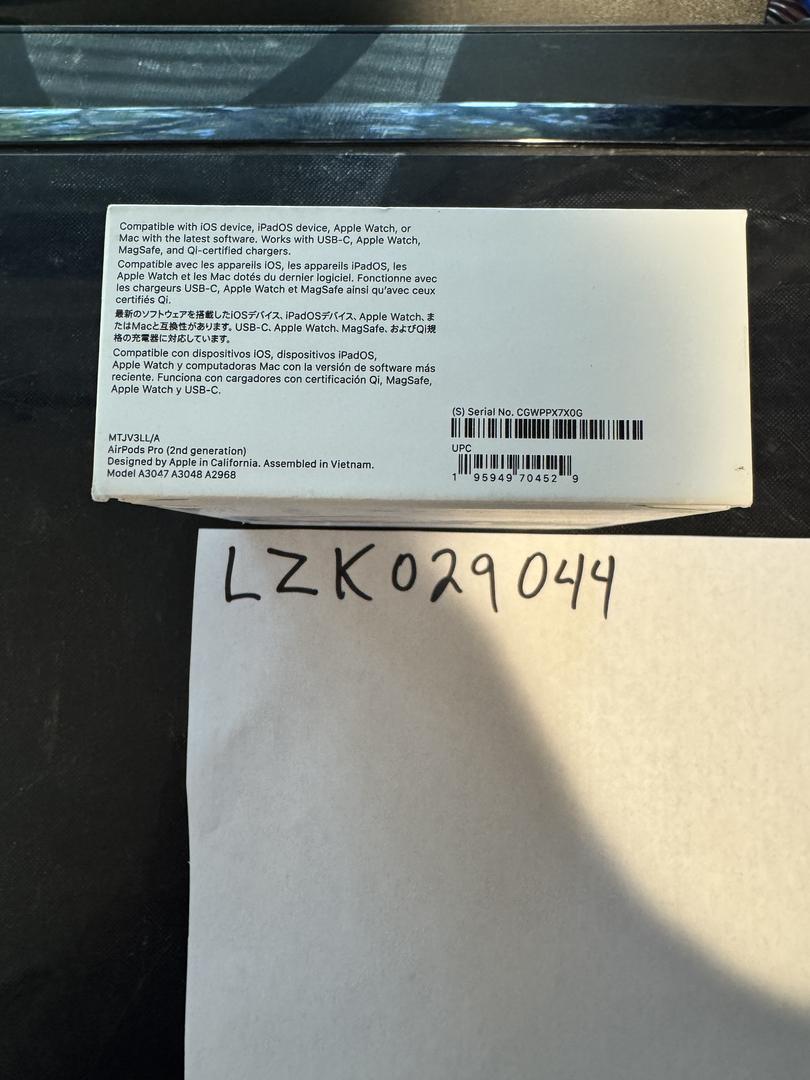 Compatible with iOS device, iPadOS device, Apple Watch, or
Mac with the latest software. Works with USB-C, Apple Watch,
MagSafe, and Qi-certified chargers.
Compatible avec les appareils iOS, les appareils iPadOS, les
Apple Watch et les Mac dotés du dernier logiciel. Fonctionne avec
les chargeurs USB-C, Apple Watch et MagSafe ainsi qu'avec ceux
certifiés Qi.
最新のソフトウェアを搭載したiOSデバイス、iPadOSデバイス、Apple Watch、ま
たはMacと互換性があります。USB-C、Apple Watch、MagSafe、およびQi規
格の充電器に対応しています。
Compatible con dispositivos iOS, dispositivos iPadOS,
Apple Watch y computadoras Mac con la versión de software más
reciente. Funciona con cargadores con certificación Qi, MagSafe,
Apple Watch y USB-C.
MTJV3LL/A
AirPods Pro (2nd generation)
Designed by Apple in California. Assembled in Vietnam.
Model A3047 A3048 A2968
(S) Serial No. CGWPPX7X0G
UPC
1 95949 70452 9
LZK029044